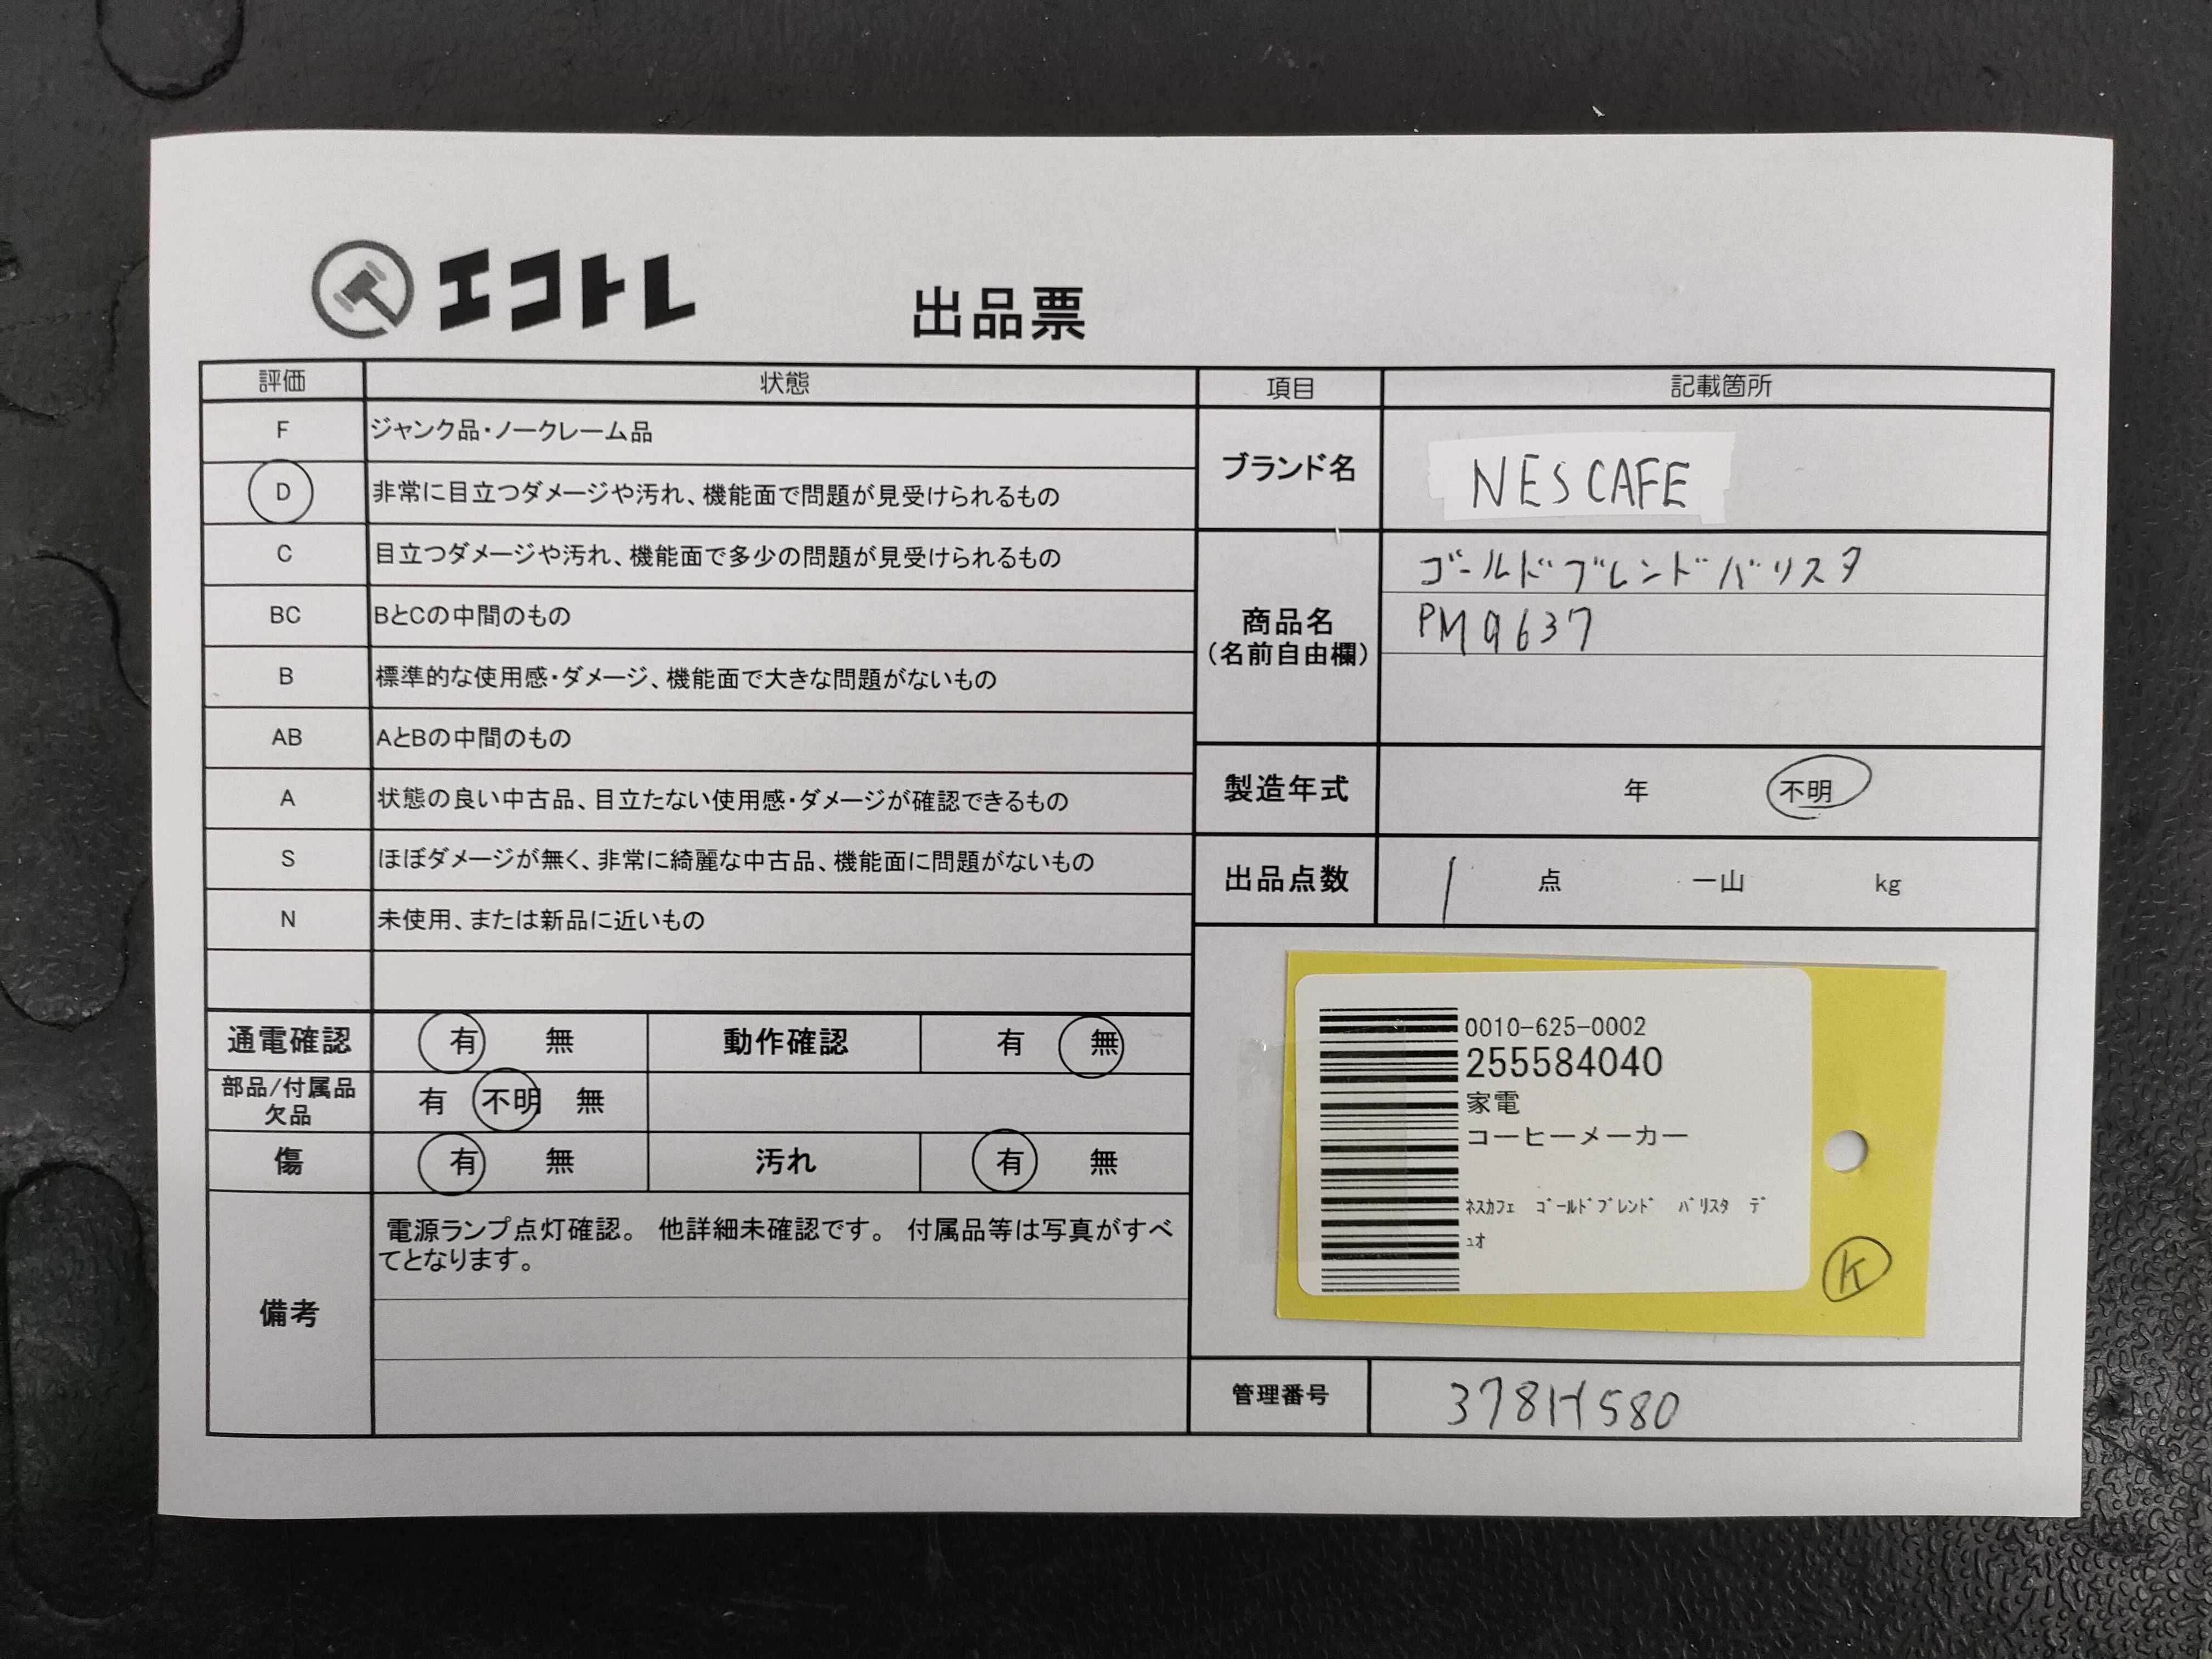 エコトレ
出品票
評価 状態
F ジャンク品・ノークレーム品
D 非常に目立つダメージや汚れ、機能面で問題が見受けられるもの
C 目立つダメージや汚れ、機能面で多少の問題が見受けられるもの
BC BとCの中間のもの
B 標準的な使用感・ダメージ、機能面で大きな問題がないもの
AB AとBの中間のもの
A 状態の良い中古品、目立たない使用感・ダメージが確認できるもの
S ほぼダメージが無く、非常に綺麗な中古品、機能面に問題がないもの
N 未使用、または新品に近いもの
通電確認 有 無 動作確認 有 無
部品/付属品
欠品 有 不明 無
傷 有 無 汚れ 有 無
備考
電源ランプ点灯確認。 他詳細未確認です。 付属品等は写真がすべ
てとなります。
項目 記載箇所
ブランド名 NESCAFE
商品名
(名前自由欄)
ゴールドブレンドバリスタ
PM9637
製造年式 年 不明
出品点数 1 点 一山 kg
0010-625-0002
255584040
家電
コーヒーメーカー
ﾈｽｶﾌｪ ｺﾞｰﾙﾄﾞﾌﾞﾚﾝﾄﾞ ﾊﾞﾘｽﾀ ﾃﾞ
ｭｵ
K
管理番号 378H580